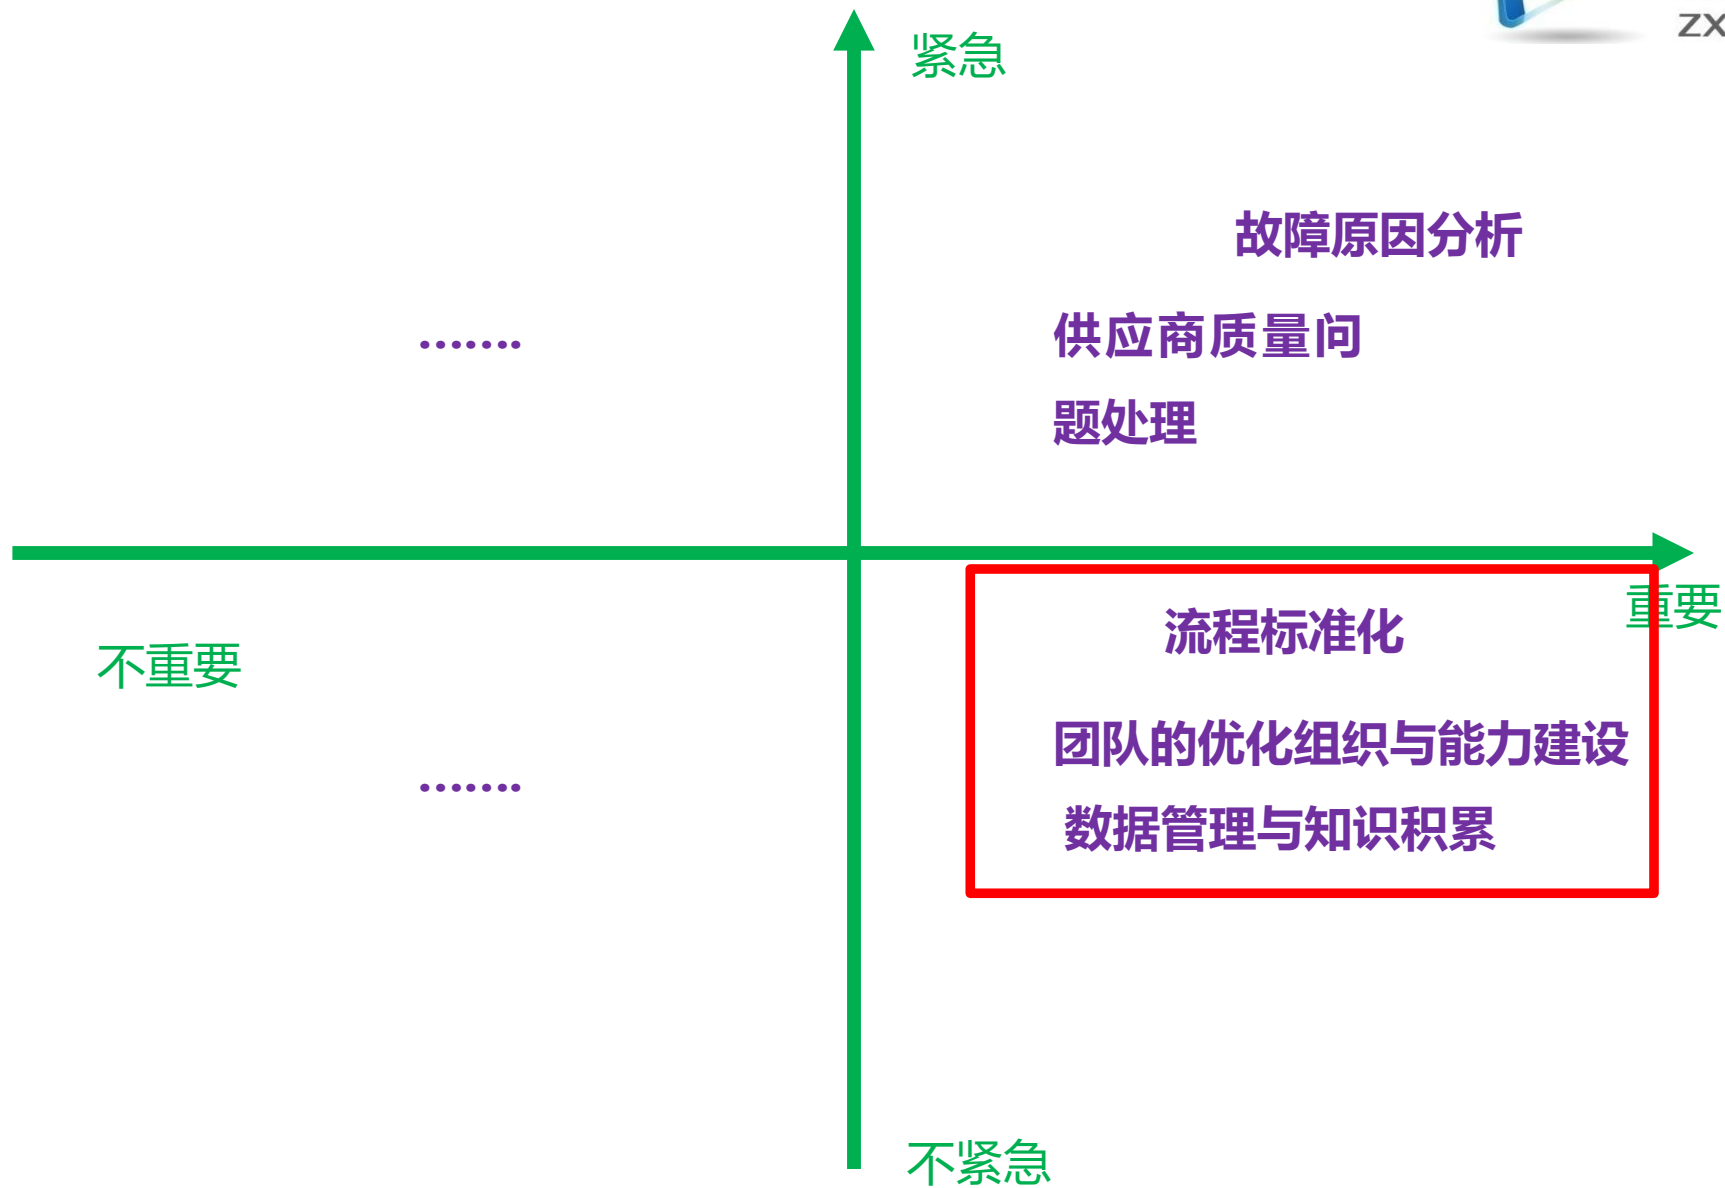 ZX
紧急
故障原因分析
供应商质量问
题处理
.......
重要
不重要
流程标准化
团队的优化组织与能力建设
数据管理与知识积累
.......
不紧急